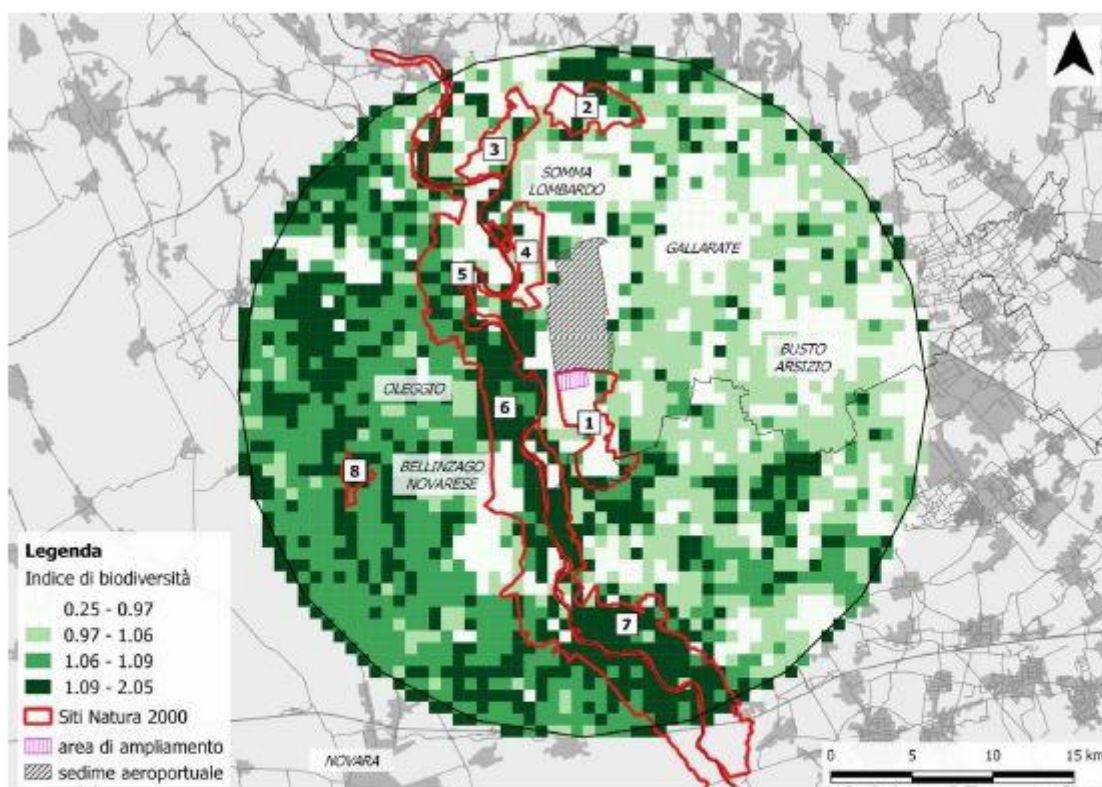 2
3
SOMMA
LOMBARDO
4
GALLARATE
5
BUSTO
ARSIZIO
OLEGGIO
6
1
8
BELLINZAGO
NOVARESE
7
Legenda
Indice di biodiversità
0.25 - 0.97
0.97 - 1.06
1.06 - 1.09
1.09 - 2.05
Siti Natura 2000
area di ampliamento
sedime aeroportuale
NOVARA
0 5 10 15 km